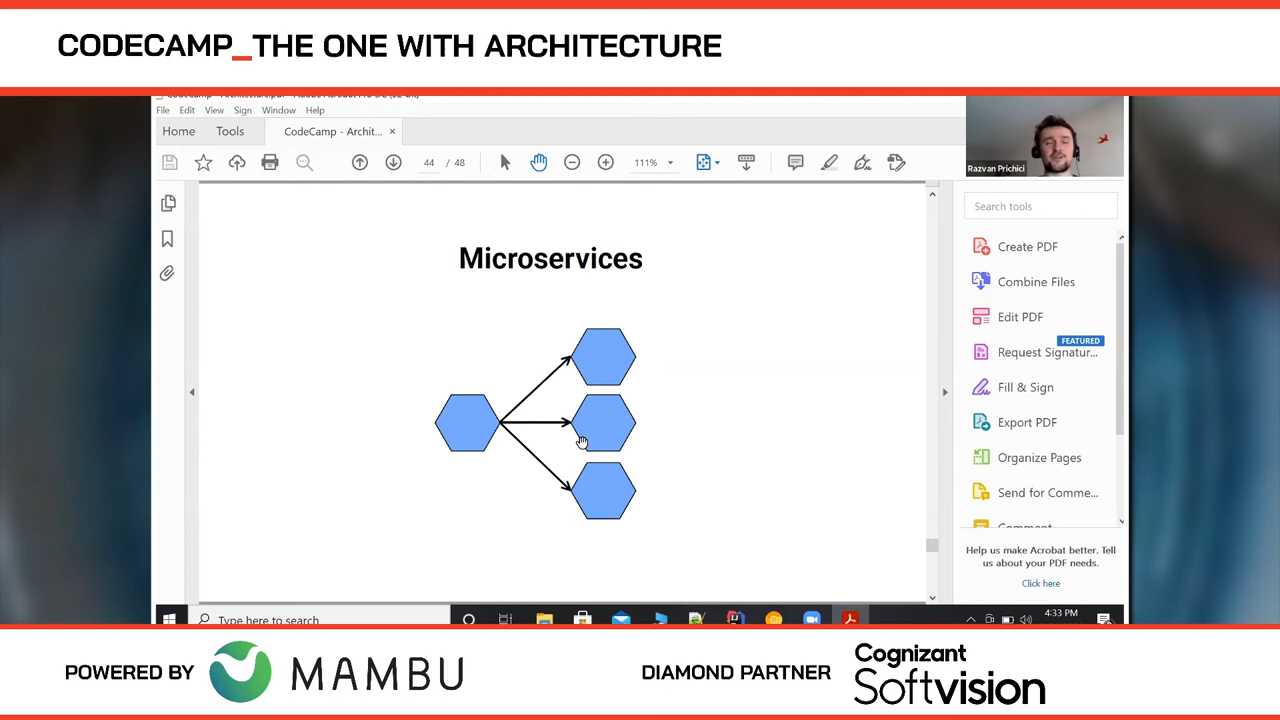 CODECAMP_THE ONE WITH ARCHITECTURE
File Edit View Sign Window Help
Home Tools CodeCamp - Archit... ×
44 / 48 111%
Razvan Prichici
Search tools
Microservices
Create PDF
Combine Files
Edit PDF
FEATURED
Request Signatur...
Fill & Sign
Export PDF
Organize Pages
Send for Comme...
Comment
Help us make Acrobat better. Tell
us about your PDF needs.
Click here
Type here to search
4:33 PM
POWERED BY MAMBU
DIAMOND PARTNER
Cognizant
Softvision